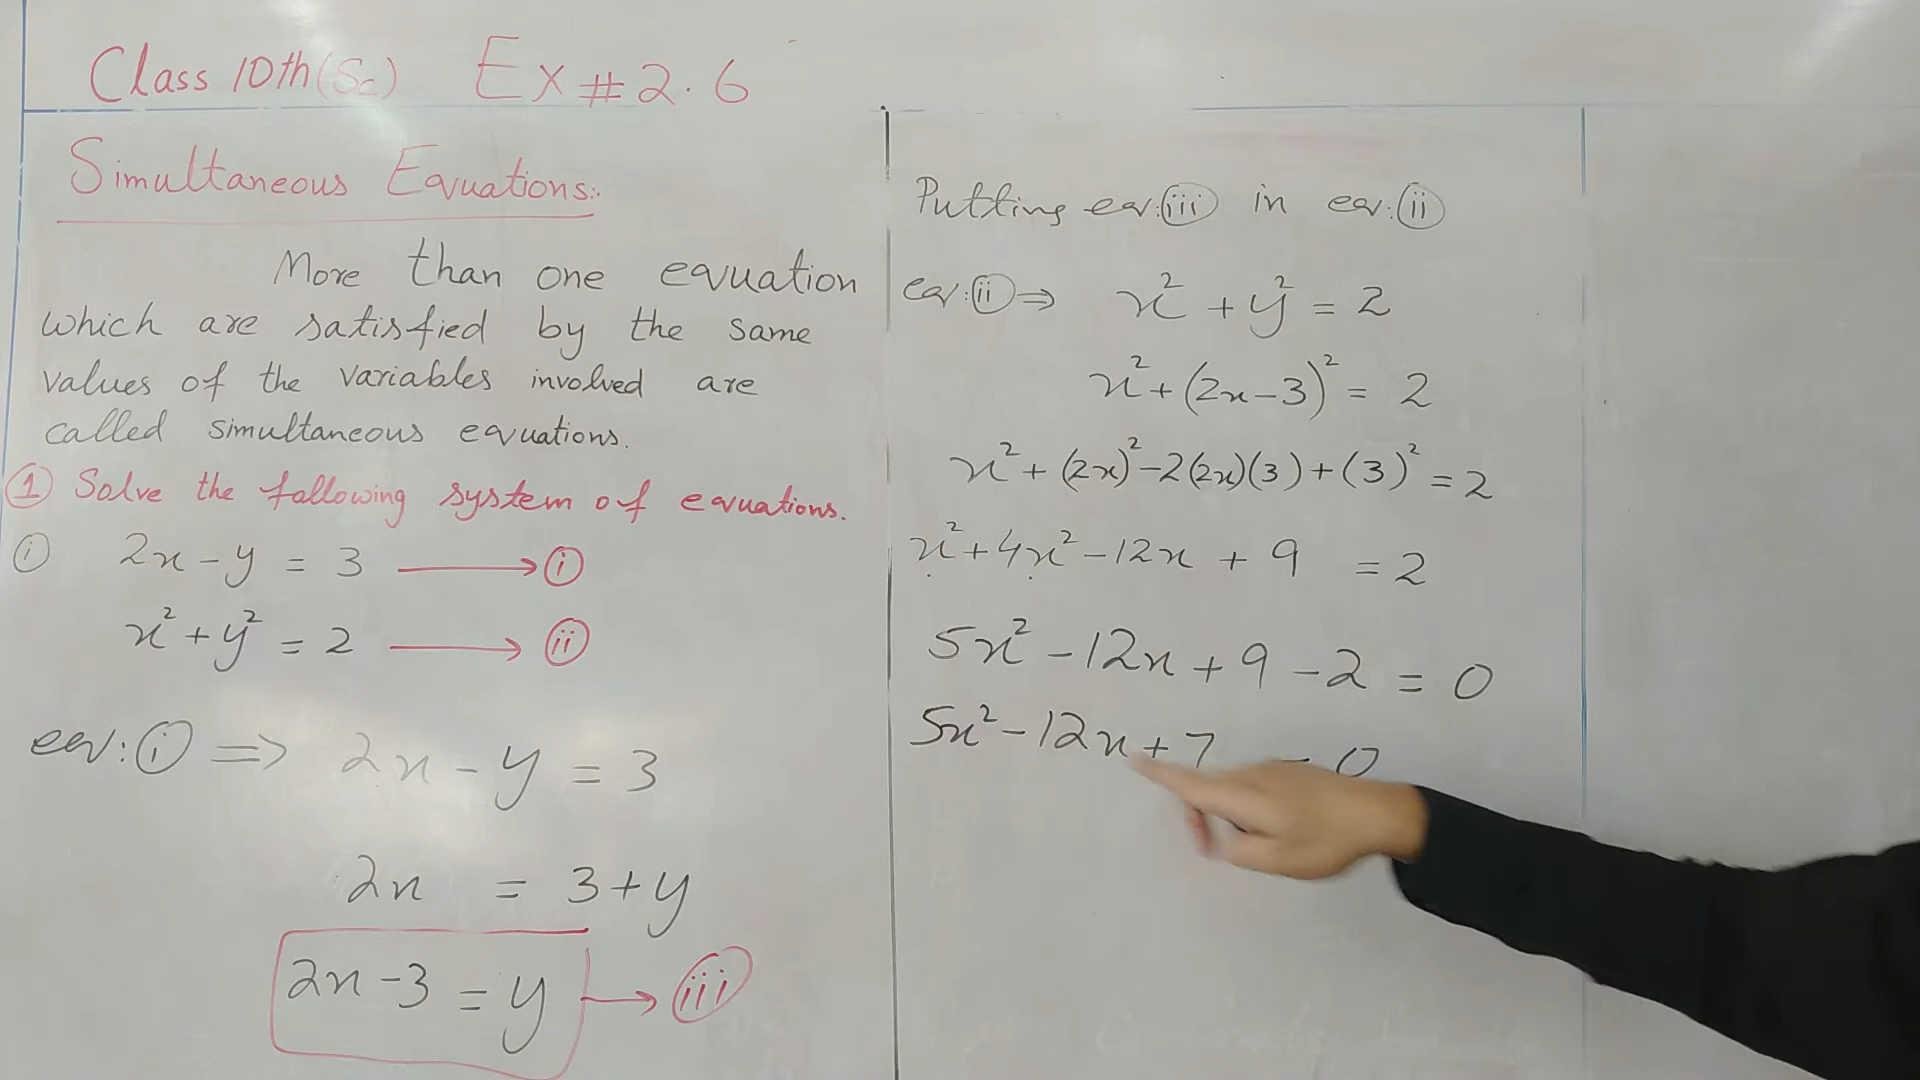 Class 10th (Sc) Ex # 2.6
Simultaneous Equations:.
More than one equation
which are satisfied by the same
values of the variables involved are
called simultaneous equations.
① Solve the following system of equations.
ⓘ 2x - y = 3 ⟶ ⓘ
x² + y² = 2 ⟶ (ii)
eq: ⓘ ⇒ 2x - y = 3
2x = 3 + y
2x - 3 = y → (iii)
Putting eq:(iii) in eq:(ii)
eq:(ii) ⇒ x² + y² = 2
x² + (2x - 3)² = 2
x² + (2x)² - 2(2x)(3) + (3)² = 2
x² + 4x² - 12x + 9 = 2
5x² - 12x + 9 - 2 = 0
5x² - 12x + 7 = 0